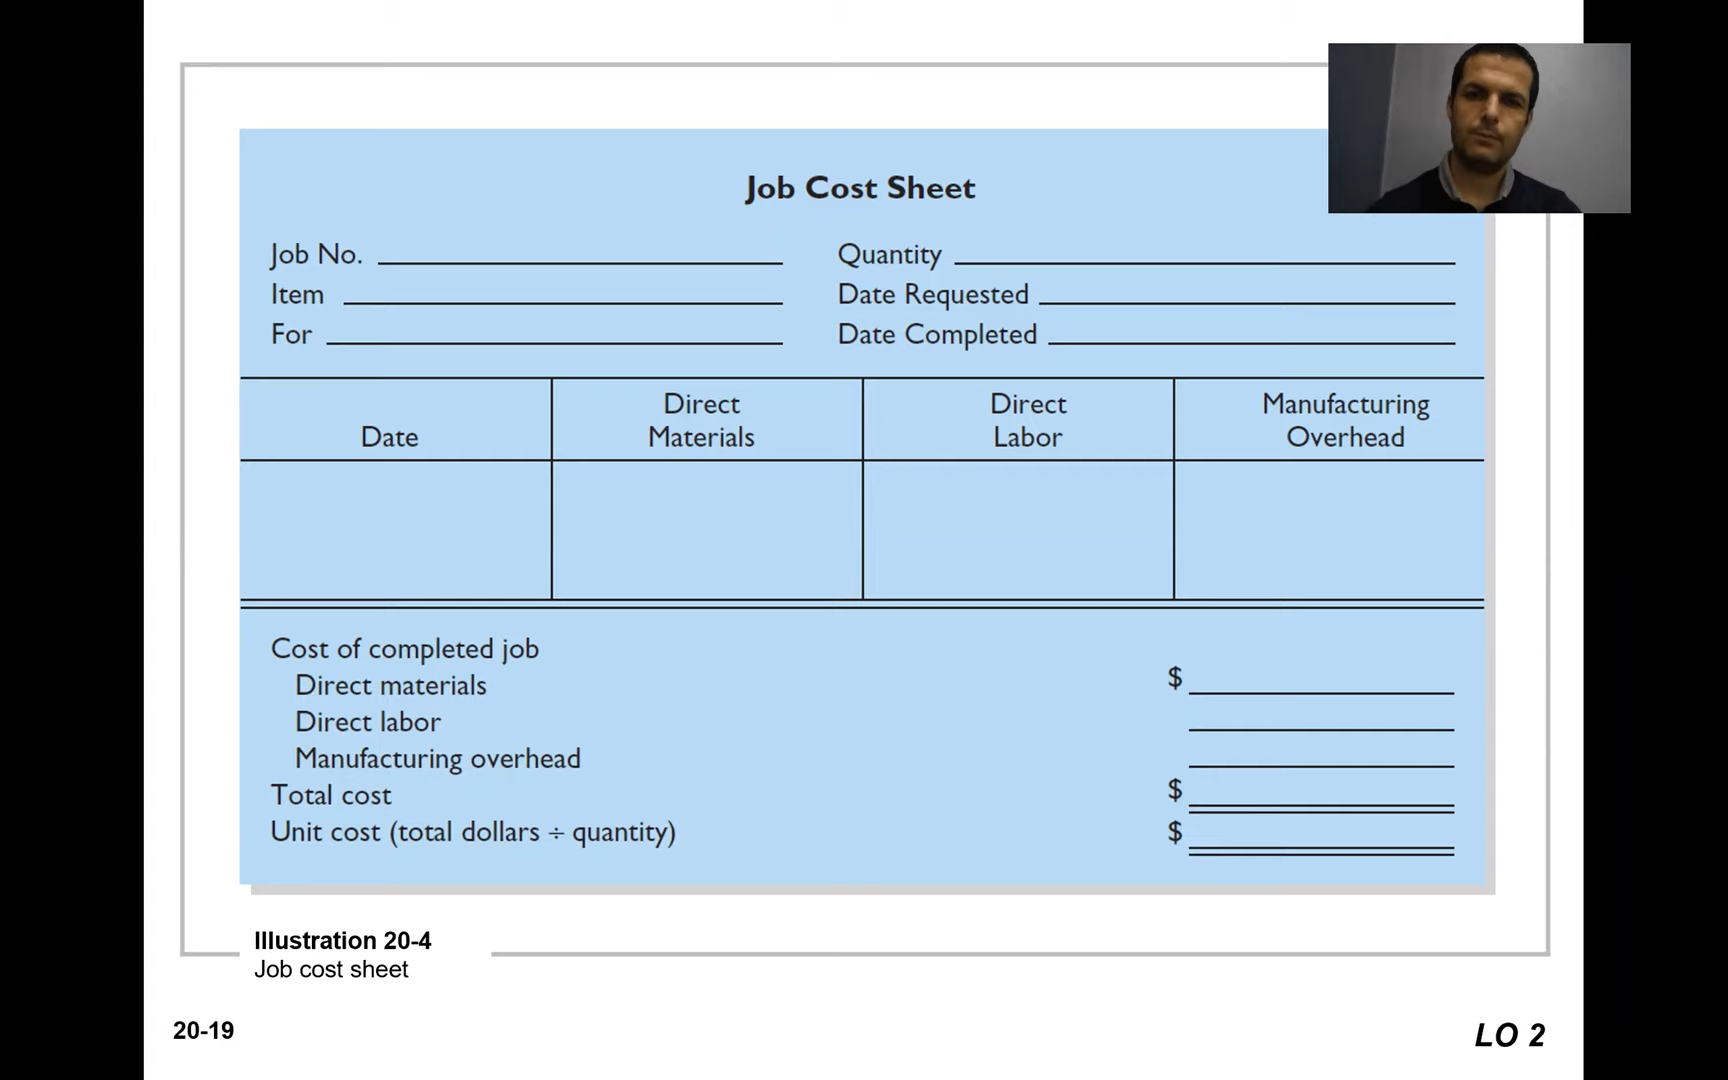 Job Cost Sheet
Job No.
Quantity
Item
Date Requested
For
Date Completed
Date
Direct
Materials
Direct
Labor
Manufacturing
Overhead
Cost of completed job
Direct materials $
Direct labor
Manufacturing overhead
Total cost $
Unit cost (total dollars ÷ quantity) $
Illustration 20-4
Job cost sheet
20-19
LO 2